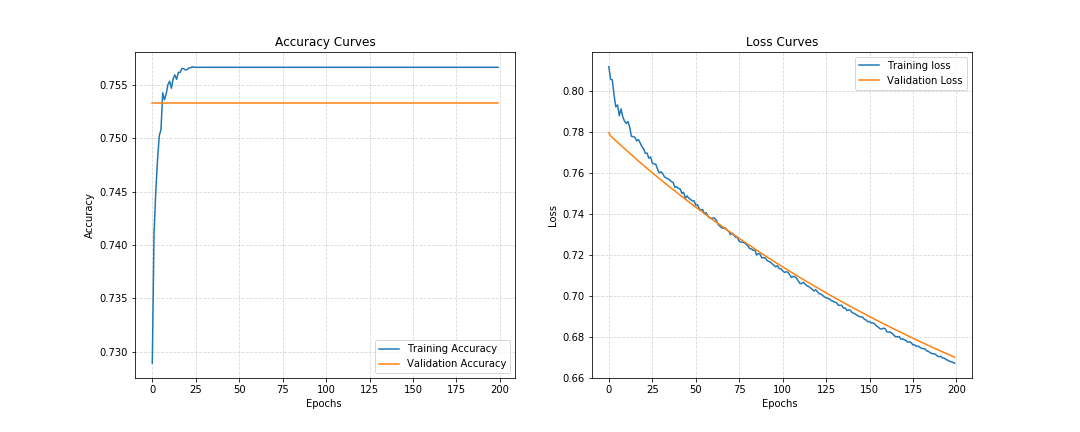 Accuracy Curves
Accuracy
0.755
0.750
0.745
0.740
0.735
0.730
Training Accuracy
Validation Accuracy
0 25 50 75 100 125 150 175 200
Epochs
Loss Curves
Loss
0.80
0.78
0.76
0.74
0.72
0.70
0.68
0.66
Training loss
Validation Loss
0 25 50 75 100 125 150 175 200
Epochs